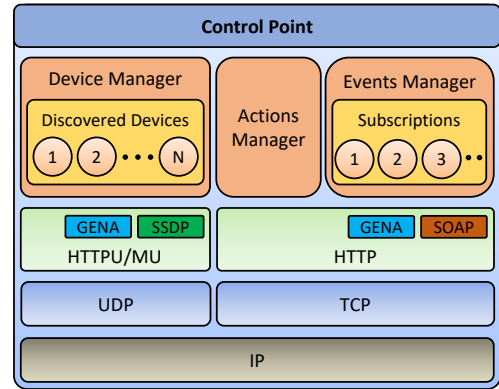 Control Point
Device Manager
Discovered Devices
1 2 ••• N
Actions
Manager
Events Manager
Subscriptions
1 2 3 ••
GENA SSDP
HTTPU/MU
GENA SOAP
HTTP
UDP
TCP
IP